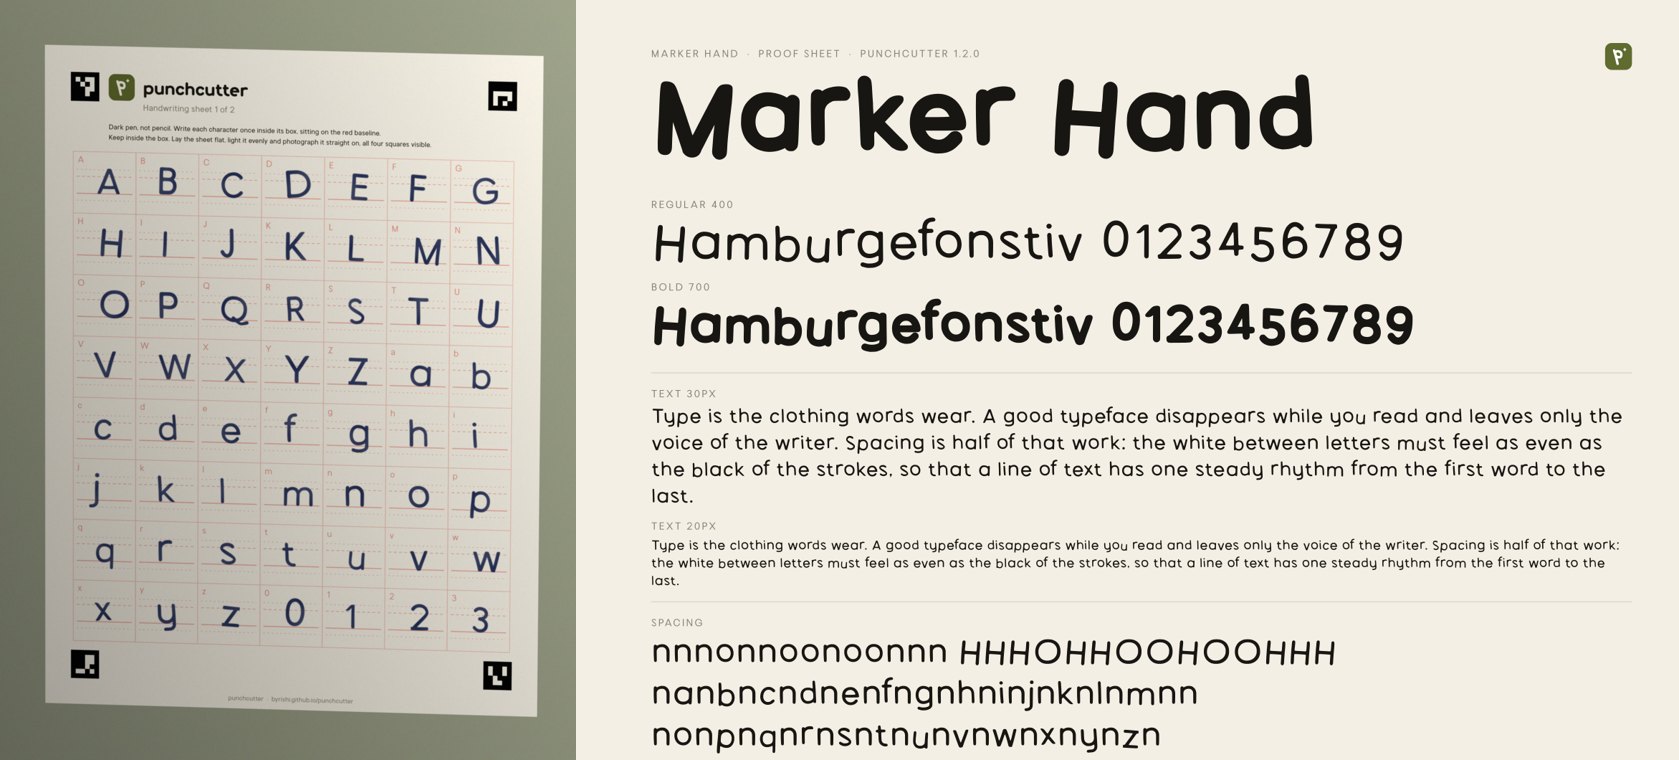 punchcutter
Handwriting sheet 1 of 2
Dark pen, not pencil. Write each character once inside its box, sitting on the red baseline.
Keep inside the box. Lay the sheet flat, light it evenly and photograph it straight on, all four squares visible.
A B C D E F G
A B C D E F G
H I J K L M N
H I J K L M N
O P Q R S T U
O P Q R S T U
V W X Y Z a b
V W X Y Z a b
c d e f g h i
c d e f g h i
j k l m n o p
j k l m n o p
q r s t u v w
q r s t u v w
x y z 0 1 2 3
x y z 0 1 2 3
punchcutter · byrishi.github.io/punchcutter
MARKER HAND · PROOF SHEET · PUNCHCUTTER 1.2.0
P
Marker Hand
REGULAR 400
Hamburgefonstiv 0123456789
BOLD 700
Hamburgefonstiv 0123456789
TEXT 30PX
Type is the clothing words wear. A good typeface disappears while you read and leaves only the
voice of the writer. Spacing is half of that work: the white between letters must feel as even as
the black of the strokes, so that a line of text has one steady rhythm from the first word to the
last.
TEXT 20PX
Type is the clothing words wear. A good typeface disappears while you read and leaves only the voice of the writer. Spacing is half of that work:
the white between letters must feel as even as the black of the strokes, so that a line of text has one steady rhythm from the first word to the
last.
SPACING
nnnonnoonoonnn HHHOHHOOHOOHHH
nanbncndnenfngnhninjnknlnmnn
nonpnqnrnsntnunvnwnxnynzn